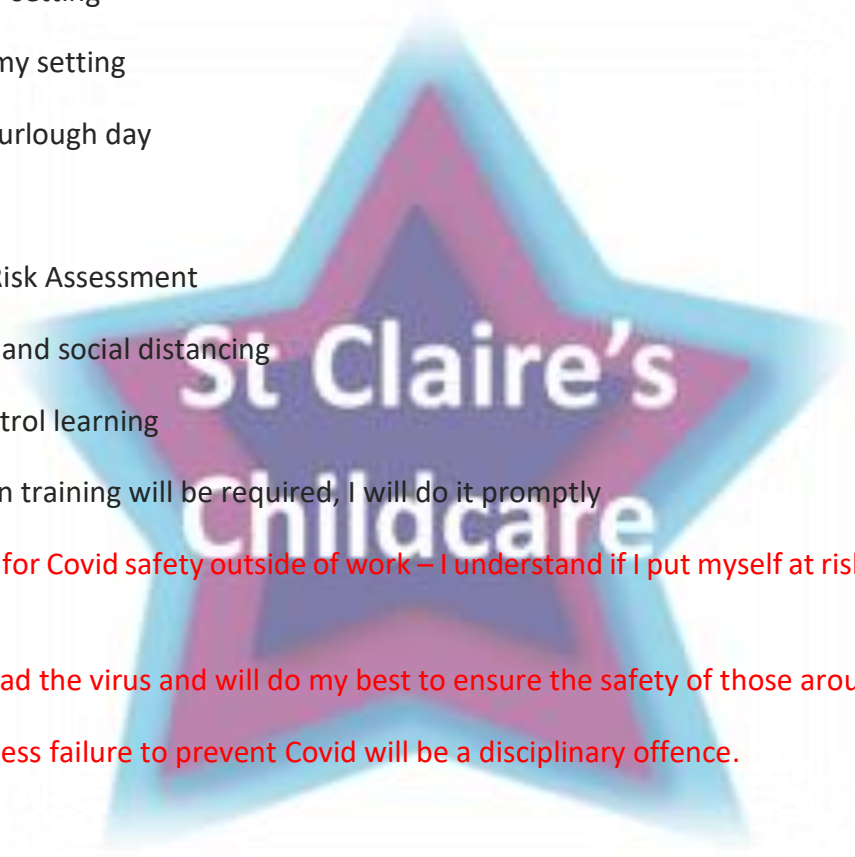 my setting
urlough day
Risk Assessment
and social distancing
St Claire's
trol learning
n training will be required, I will do it promptly
Childcare
for Covid safety outside of work – I understand if I put myself at risk
ad the virus and will do my best to ensure the safety of those arou
ess failure to prevent Covid will be a disciplinary offence.